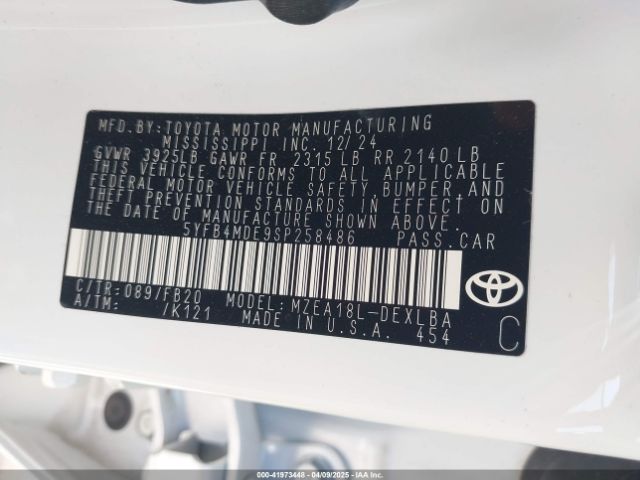 MFD. BY: TOYOTA MOTOR MANUFACTURING
MISSISSIPPI INC. 12/24
GVWR 3925LB GAWR FR 2315 LB RR 2140 LB
THIS VEHICLE CONFORMS TO ALL APPLICABLE
FEDERAL MOTOR VEHICLE SAFETY, BUMPER, AND
THEFT PREVENTION STANDARDS IN EFFECT ON
THE DATE OF MANUFACTURE SHOWN ABOVE.
5YFB4MDE9SP258486 PASS. CAR
C/TR: 089/FB20 MODEL: MZEA18L-DEXLBA
A/TM: /K121 MADE IN U.S.A. 454
C
000-41973448 | 04/09/2025 | IAAI.COM